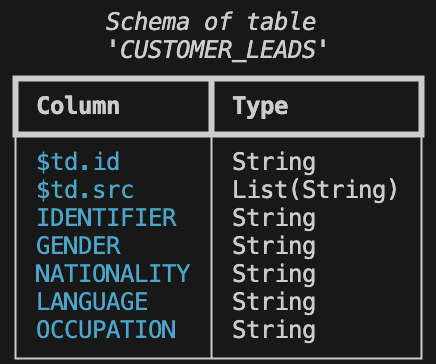 Schema of table
'CUSTOMER_LEADS'
Column Type
$td.id String
$td.src List(String)
IDENTIFIER String
GENDER String
NATIONALITY String
LANGUAGE String
OCCUPATION String